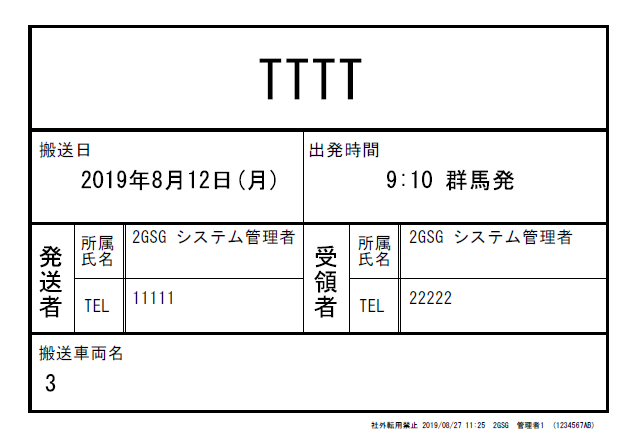 TTTT
搬送日
2019年8月12日(月)
出発時間
9:10 群馬発
発送者
所属
氏名
2GSG システム管理者
TEL
11111
受領者
所属
氏名
2GSG システム管理者
TEL
22222
搬送車両名
3
社外転用禁止 2019/08/27 11:25 2GSG 管理者1 (1234567AB)